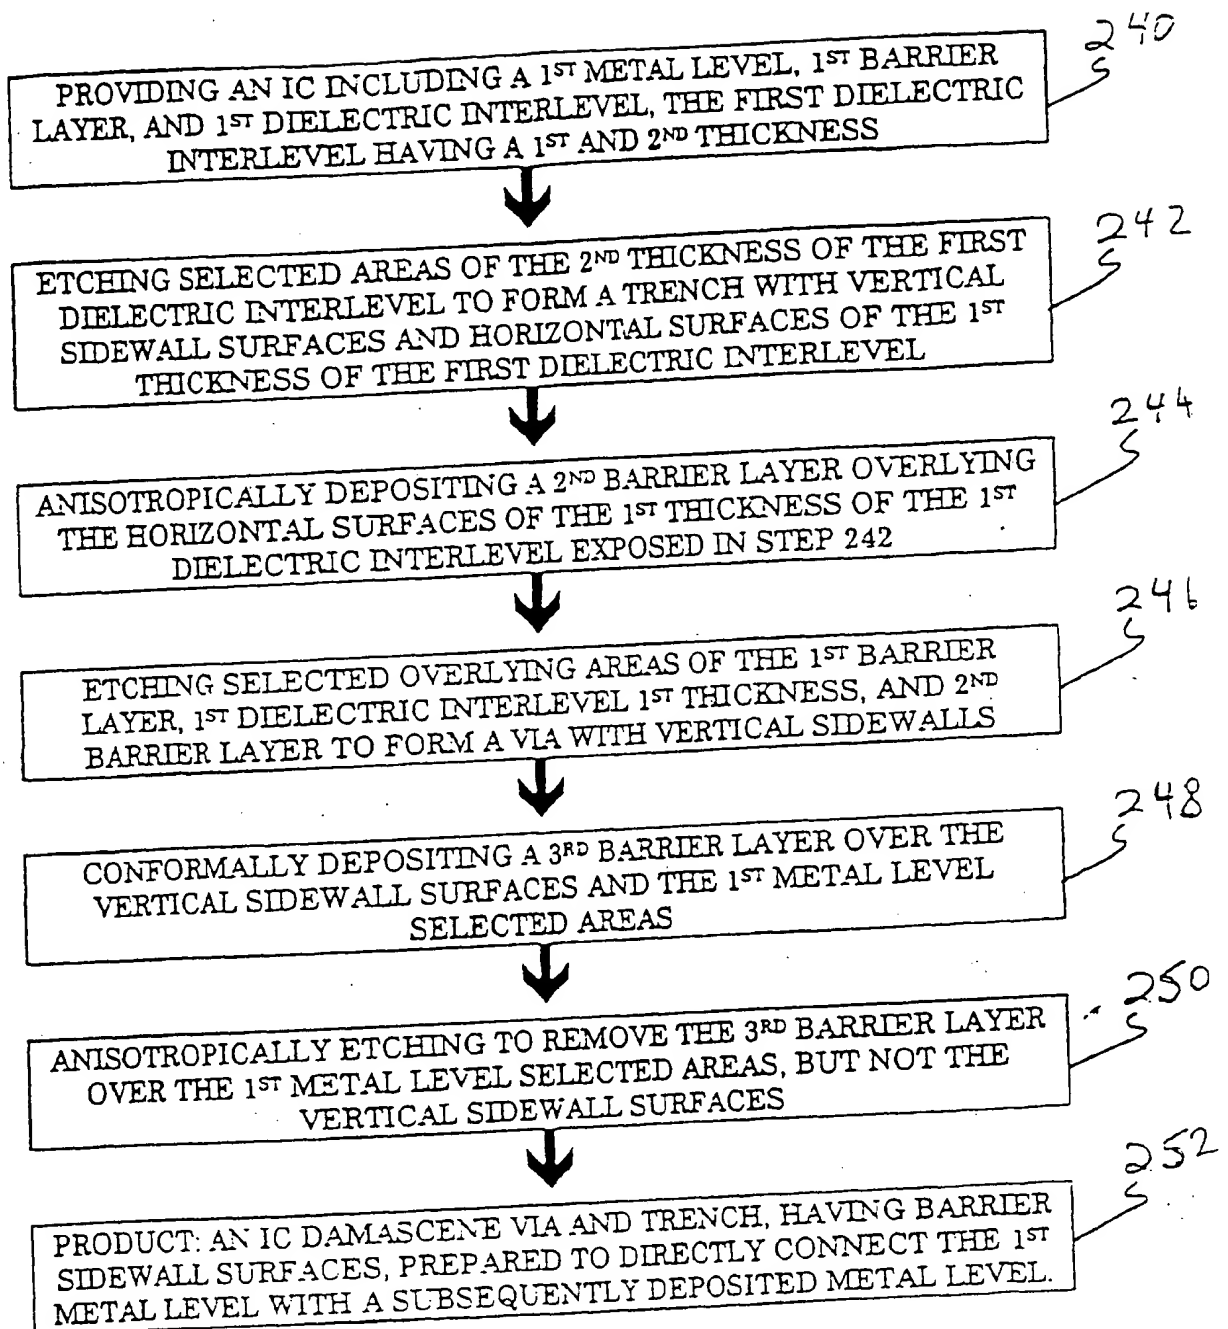 240
PROVIDING AN IC INCLUDING A 1ST METAL LEVEL, 1ST BARRIER
LAYER, AND 1ST DIELECTRIC INTERLEVEL, THE FIRST DIELECTRIC
INTERLEVEL HAVING A 1ST AND 2ND THICKNESS
242
ETCHING SELECTED AREAS OF THE 2ND THICKNESS OF THE FIRST
DIELECTRIC INTERLEVEL TO FORM A TRENCH WITH VERTICAL
SIDEWALL SURFACES AND HORIZONTAL SURFACES OF THE 1ST
THICKNESS OF THE FIRST DIELECTRIC INTERLEVEL
244
ANISOTROPICALLY DEPOSITING A 2ND BARRIER LAYER OVERLYING
THE HORIZONTAL SURFACES OF THE 1ST THICKNESS OF THE 1ST
DIELECTRIC INTERLEVEL EXPOSED IN STEP 242
246
ETCHING SELECTED OVERLYING AREAS OF THE 1ST BARRIER
LAYER, 1ST DIELECTRIC INTERLEVEL 1ST THICKNESS, AND 2ND
BARRIER LAYER TO FORM A VIA WITH VERTICAL SIDEWALLS
248
CONFORMALLY DEPOSITING A 3RD BARRIER LAYER OVER THE
VERTICAL SIDEWALL SURFACES AND THE 1ST METAL LEVEL
SELECTED AREAS
250
ANISOTROPICALLY ETCHING TO REMOVE THE 3RD BARRIER LAYER
OVER THE 1ST METAL LEVEL SELECTED AREAS, BUT NOT THE
VERTICAL SIDEWALL SURFACES
252
PRODUCT: AN IC DAMASCENE VIA AND TRENCH, HAVING BARRIER
SIDEWALL SURFACES, PREPARED TO DIRECTLY CONNECT THE 1ST
METAL LEVEL WITH A SUBSEQUENTLY DEPOSITED METAL LEVEL.